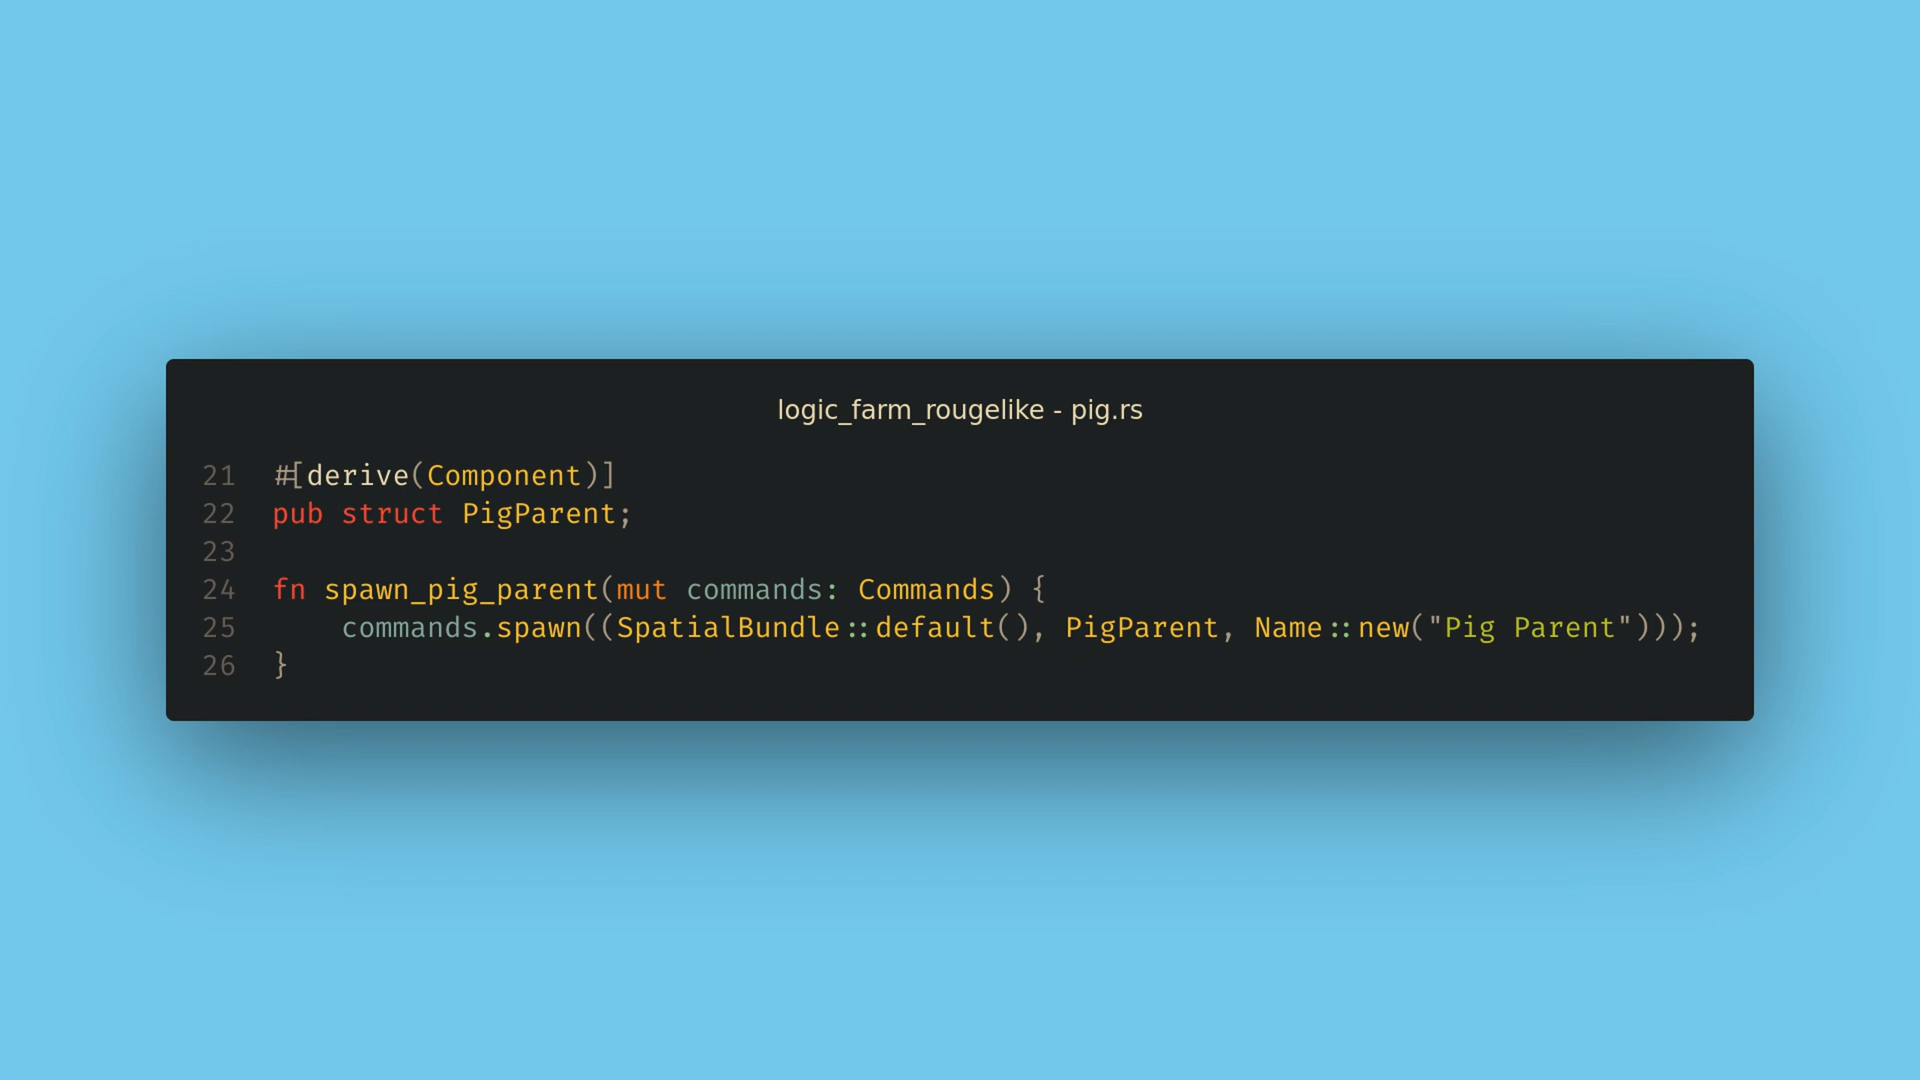 logic_farm_rougelike - pig.rs
21 #[derive(Component)]
22 pub struct PigParent;
23
24 fn spawn_pig_parent(mut commands: Commands) {
25     commands.spawn((SpatialBundle::default(), PigParent, Name::new("Pig Parent")));
26 }